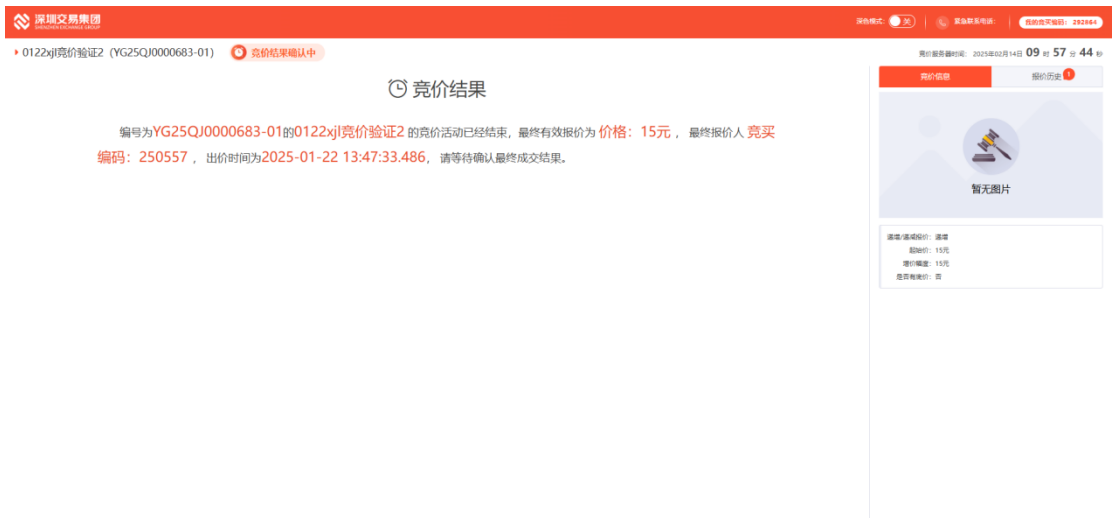 深圳交易集团
SHENZHEN EXCHANGE GROUP
深色模式： 关 紧急联系电话： 我的竞买编码：292864
0122xjl竞价验证2（YG25QJ0000683-01） 竞价结果确认中
竞价服务器时间： 2025年02月14日 09 时 57 分 44 秒
竞价信息 报价历史 1
竞价结果
编号为YG25QJ0000683-01的0122xjl竞价验证2 的竞价活动已经结束，最终有效报价为 价格：15元 ，最终报价人 竞买
编码：250557 ，出价时间为2025-01-22 13:47:33.486，请等待确认最终成交结果。
暂无图片
递增/递减报价：递增
起始价：15元
增价幅度：15元
是否有底价：否